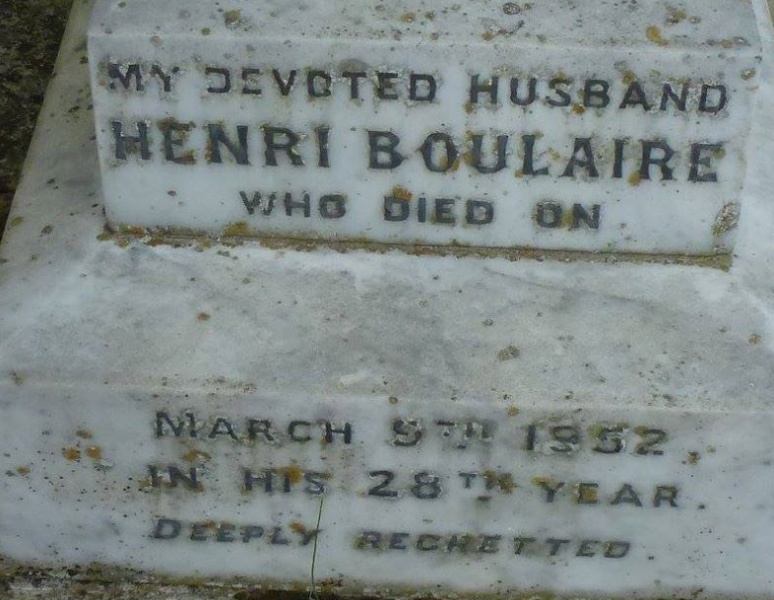 MY DEVOTED HUSBAND
HENRI BOULAIRE
WHO DIED ON
MARCH 9TH 1952,
IN HIS 28TH YEAR.
DEEPLY REGRETTED.